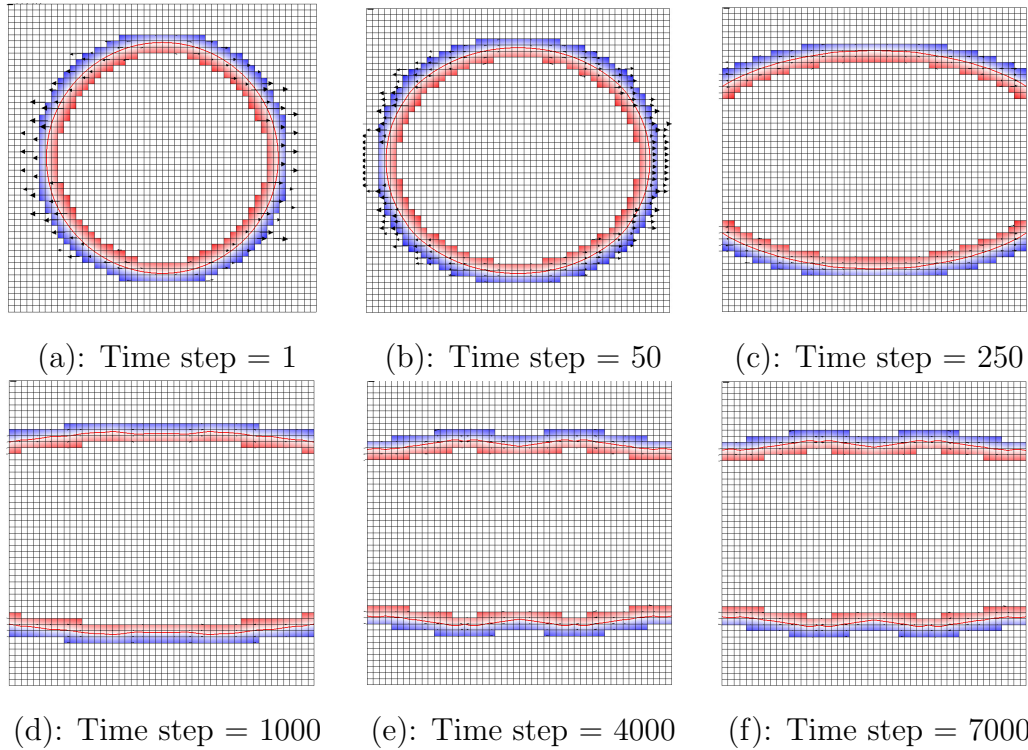 (a): Time step = 1
(b): Time step = 50
(c): Time step = 250
(d): Time step = 1000
(e): Time step = 4000
(f): Time step = 7000